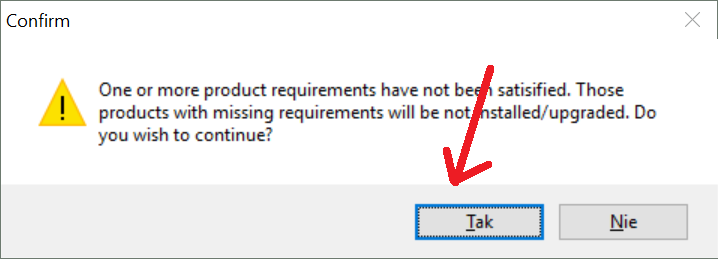 Confirm
One or more product requirements have not been satisified. Those
products with missing requirements will be not installed/upgraded. Do
you wish to continue?
Tak
Nie